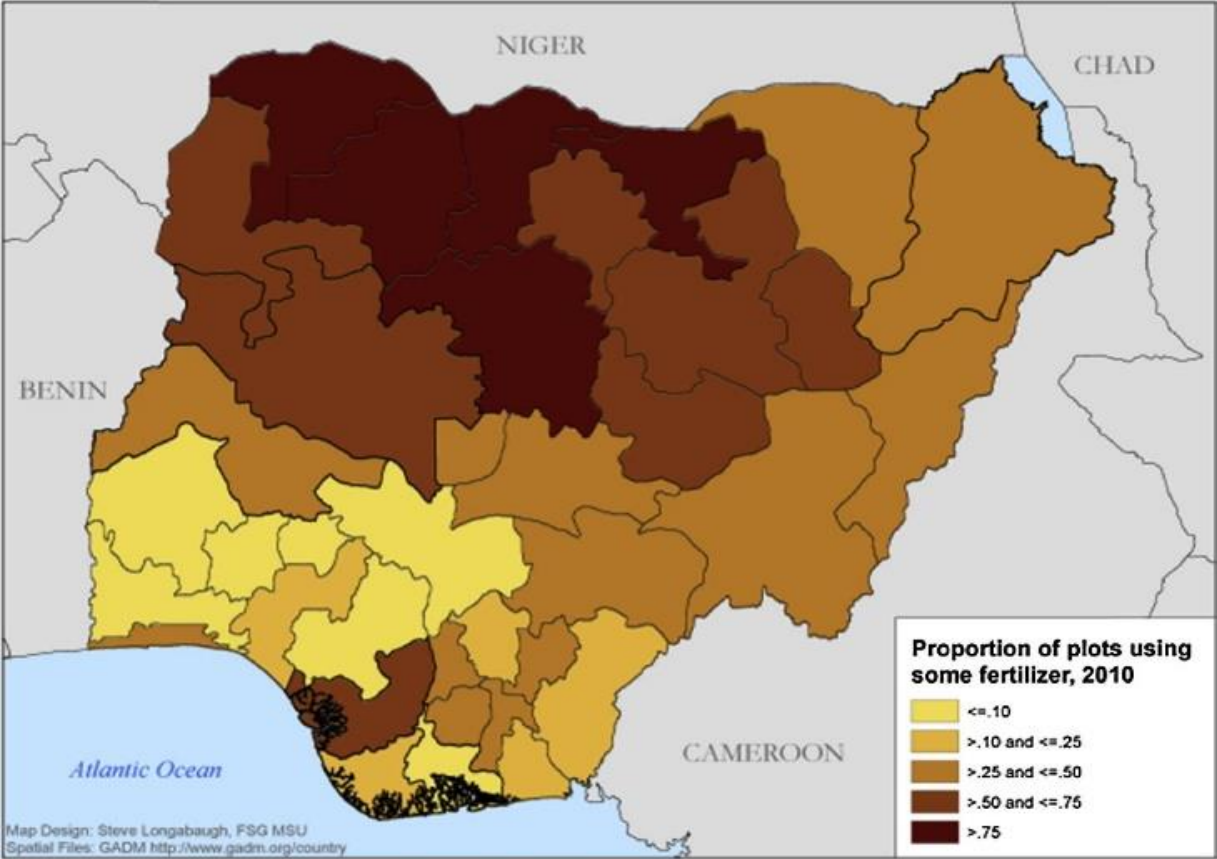 NIGER
CHAD
BENIN
CAMEROON
Atlantic Ocean
Proportion of plots using
some fertilizer, 2010
<=.10
>.10 and <=.25
>.25 and <=.50
>.50 and <=.75
>.75
Map Design: Steve Longabaugh, FSG MSU
Spatial Files: GADM http://www.gadm.org/country